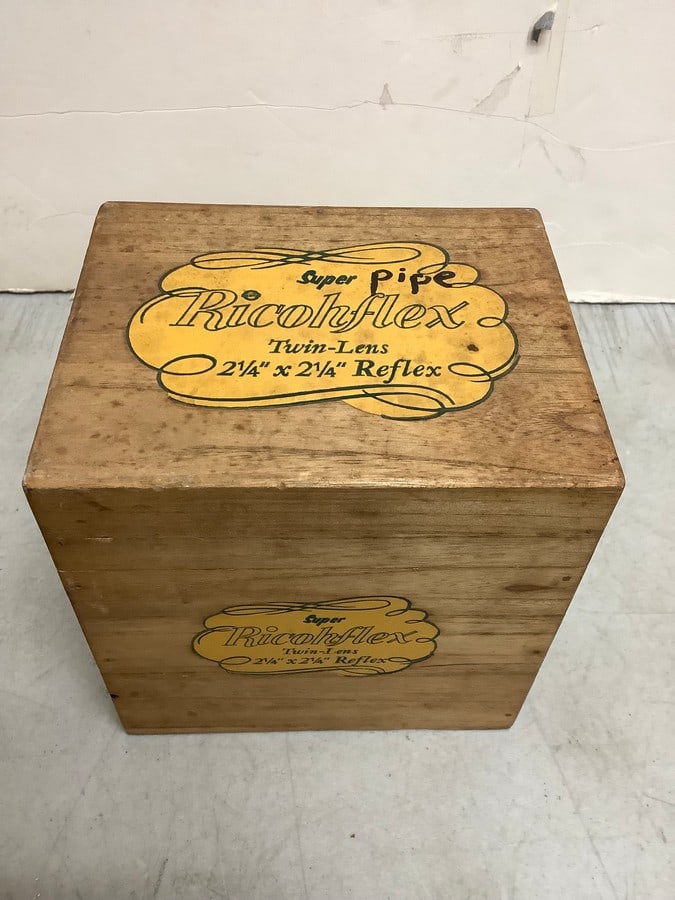 Super pipe
Ricohflex
Twin-Lens
2¼" x 2¼" Reflex
Super
Ricohflex
Twin-Lens
2¼" x 2¼" Reflex